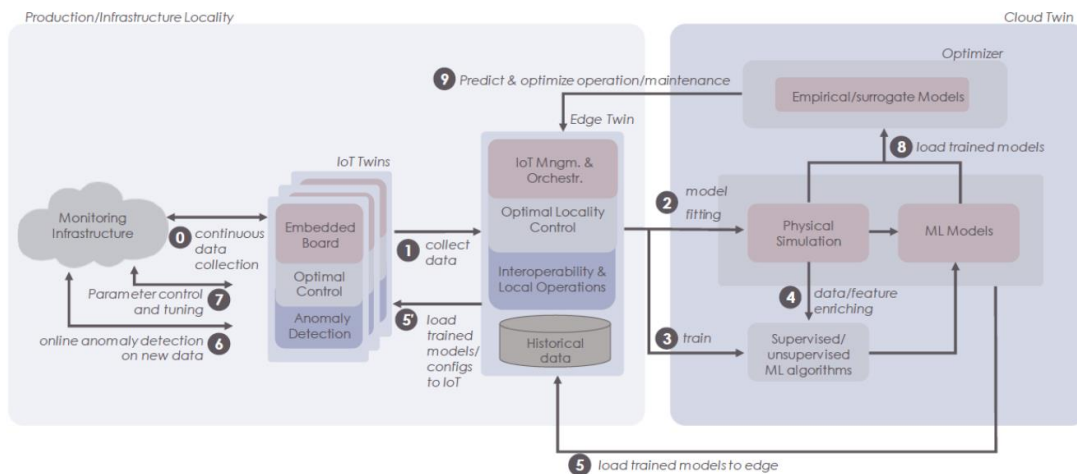 Production/Infrastructure Locality
Cloud Twin
Optimizer
9 Predict & optimize operation/maintenance
Empirical/surrogate Models
Edge Twin
8 load trained models
IoT Twins
IoT Mngm. &
Orchestr.
2 model
fitting
Monitoring
Infrastructure
Embedded
Board
Optimal Locality
Control
Physical
Simulation
ML Models
0 continuous
data
collection
1 collect
data
Optimal
Control
Interoperability &
Local Operations
Parameter control
and tuning 7
4 data/feature
enriching
5' load
trained
models/
configs
to IoT
Anomaly
Detection
online anomaly detection
on new data 6
Historical
data
3 train
Supervised/
unsupervised
ML algorithms
5 load trained models to edge